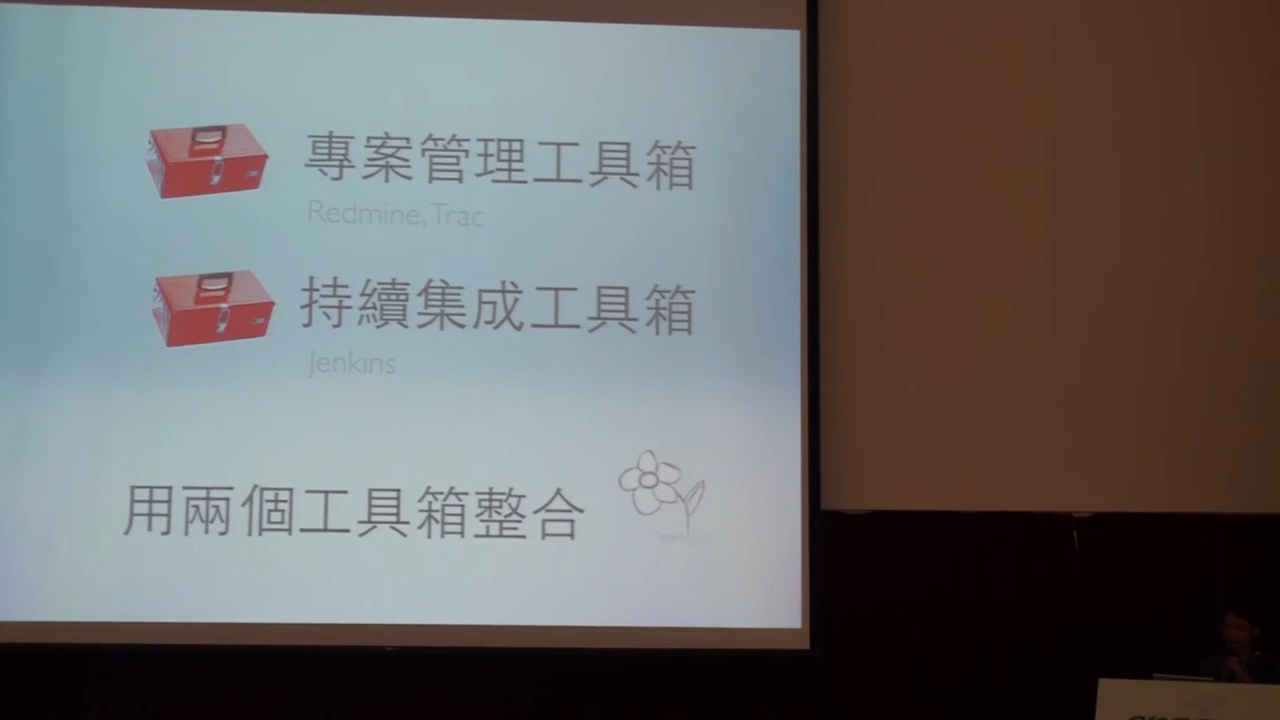 專案管理工具箱
Redmine, Trac
持續集成工具箱
Jenkins
用兩個工具箱整合